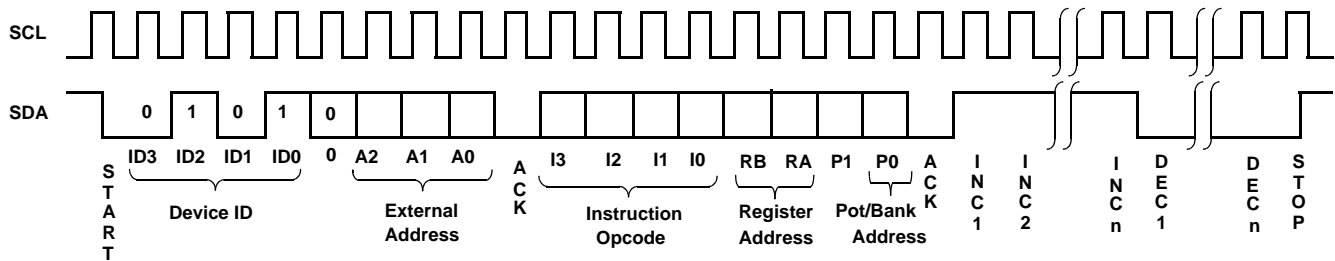 SCL
SDA
0 1 0 1 0
ID3 ID2 ID1 ID0 0 A2 A1 A0 I3 I2 I1 I0 RB RA P1 P0
START
Device ID
External
Address
ACK
Instruction
Opcode
Register
Address
Pot/Bank
Address
ACK
INC1
INC2
INCn
DEC1
DECn
STOP